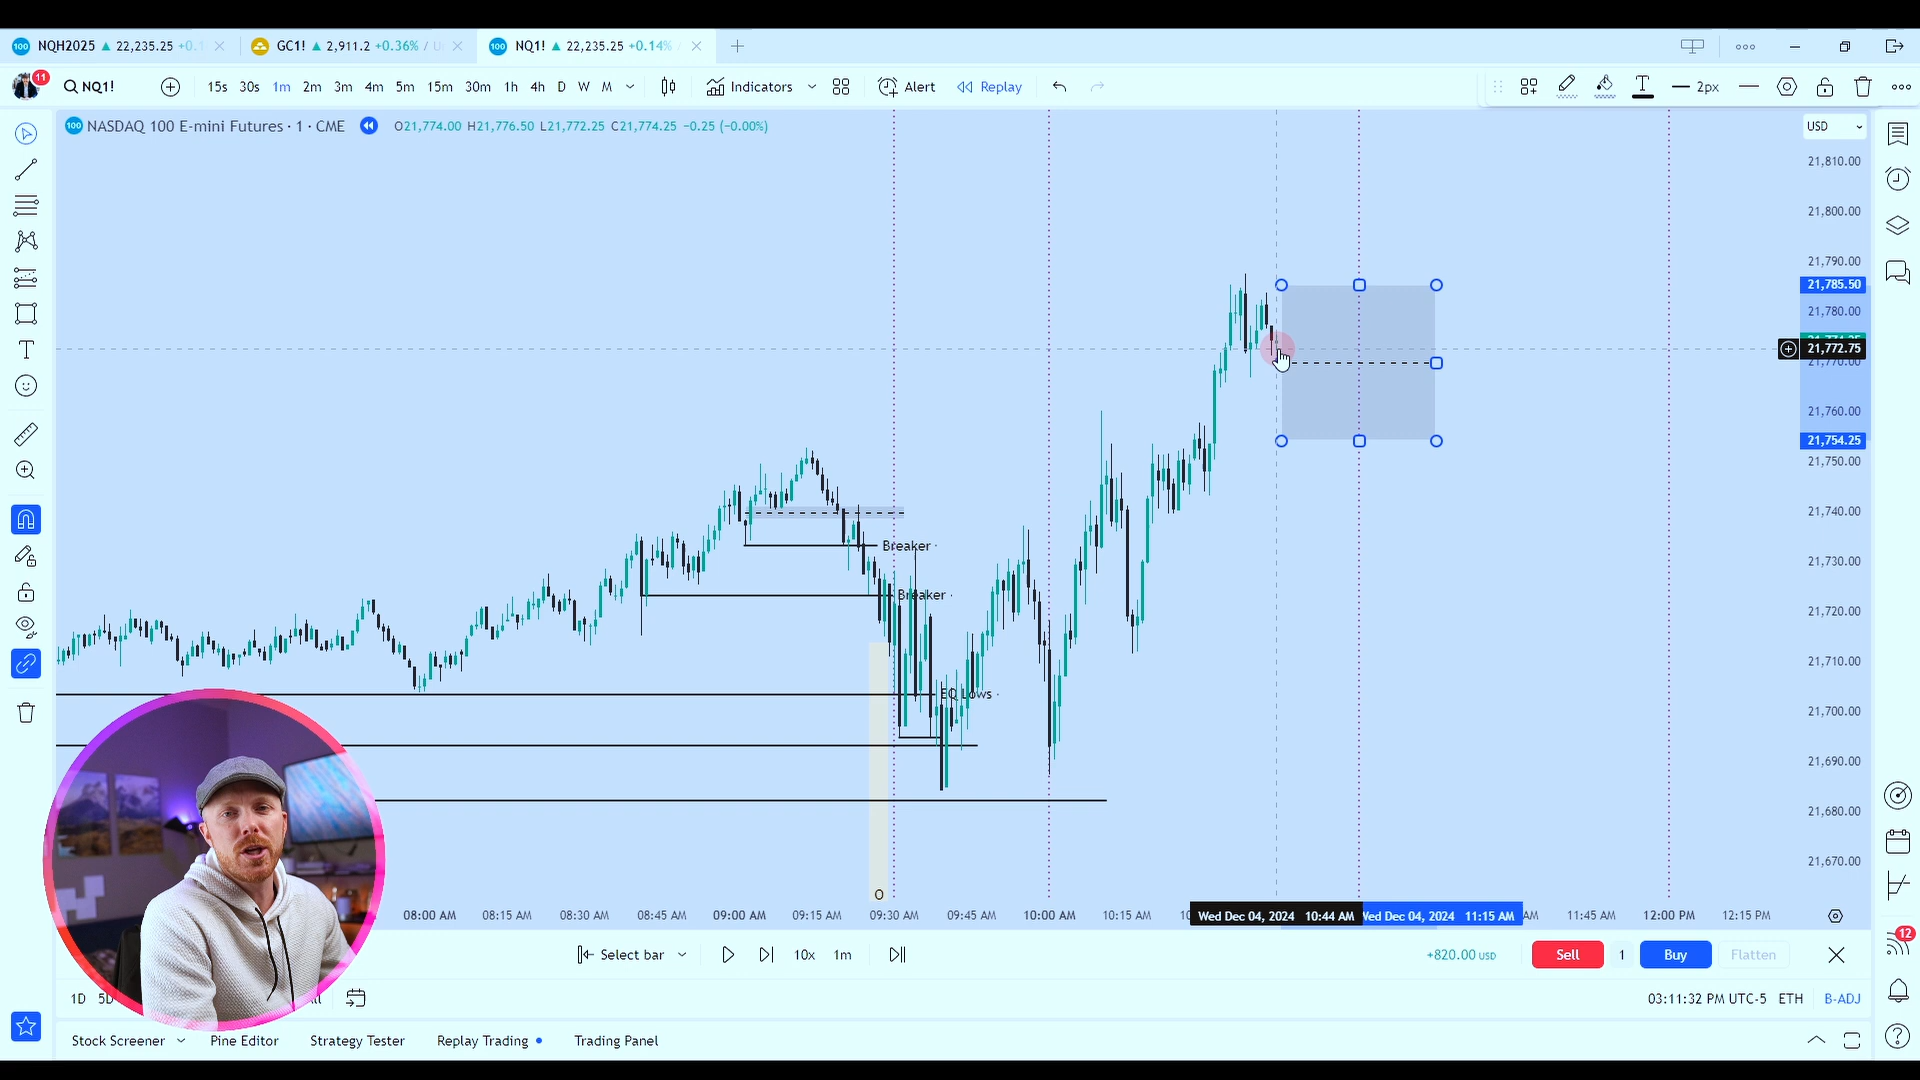 NQH2025 22,235.25
GC1! 2,911.2 +0.36%
NQ1! 22,235.25 +0.14%
11
NQ1!
15s 30s 1m 2m 3m 4m 5m 15m 30m 1h 4h D W M
Indicators
Alert
Replay
2px
NASDAQ 100 E-mini Futures · 1 · CME
O21,774.00 H21,776.50 L21,772.25 C21,774.25 −0.25 (−0.00%)
USD
21,810.00
21,800.00
21,790.00
21,785.50
21,780.00
21,772.75
21,770.00
21,760.00
21,754.25
21,750.00
21,740.00
21,730.00
21,720.00
21,710.00
21,700.00
21,690.00
21,680.00
21,670.00
Breaker
Breaker
EQ Lows
O
08:00 AM 08:15 AM 08:30 AM 08:45 AM 09:00 AM 09:15 AM 09:30 AM 09:45 AM 10:00 AM 10:15 AM
Wed Dec 04, 2024 10:44 AM
Wed Dec 04, 2024 11:15 AM
11:45 AM 12:00 PM 12:15 PM
Select bar
10x 1m
+820.00 USD
Sell 1 Buy Flatten
12
1D
03:11:32 PM UTC-5 ETH B-ADJ
Stock Screener Pine Editor Strategy Tester Replay Trading Trading Panel